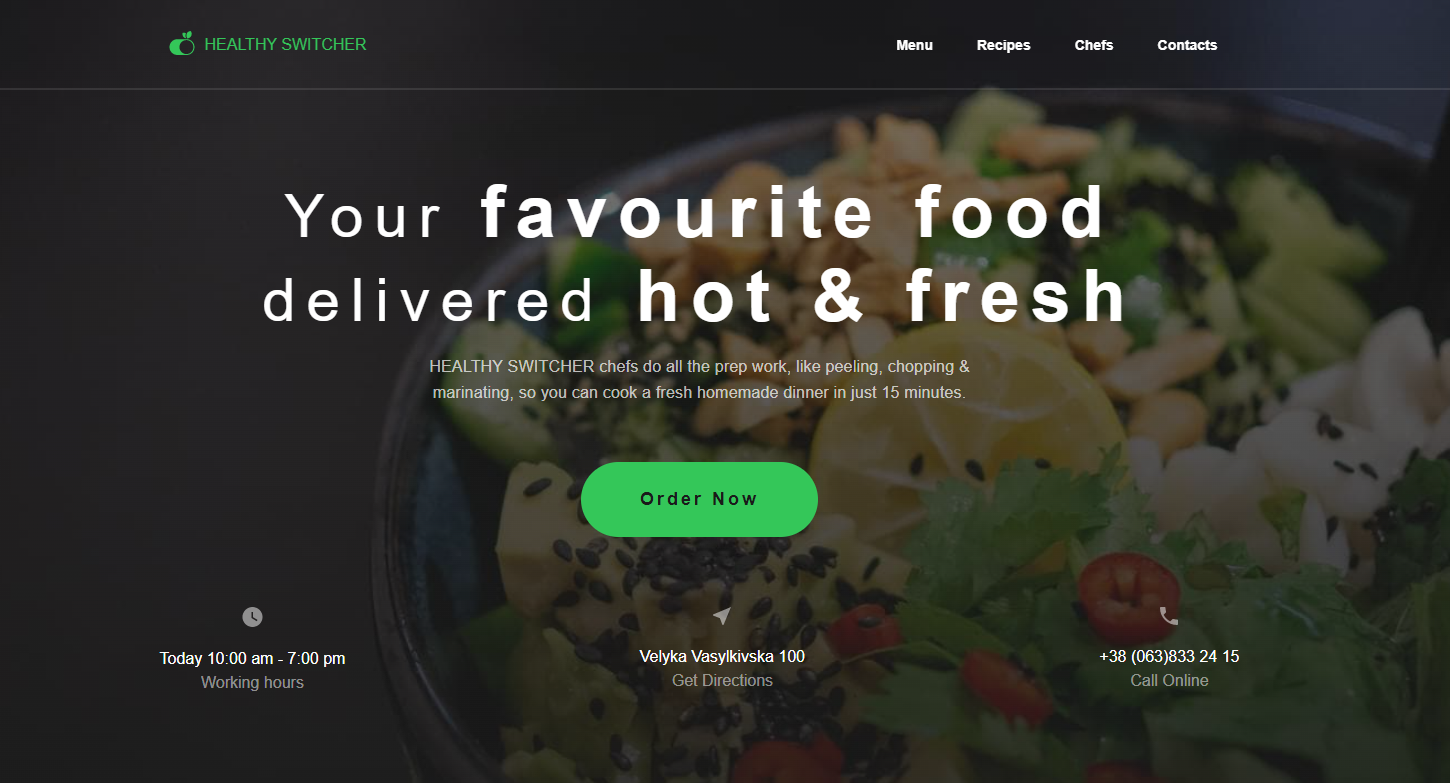 HEALTHY SWITCHER
Menu Recipes Chefs Contacts
Your favourite food
delivered hot & fresh
HEALTHY SWITCHER chefs do all the prep work, like peeling, chopping &
marinating, so you can cook a fresh homemade dinner in just 15 minutes.
Order Now
Today 10:00 am - 7:00 pm
Working hours
Velyka Vasylkivska 100
Get Directions
+38 (063)833 24 15
Call Online